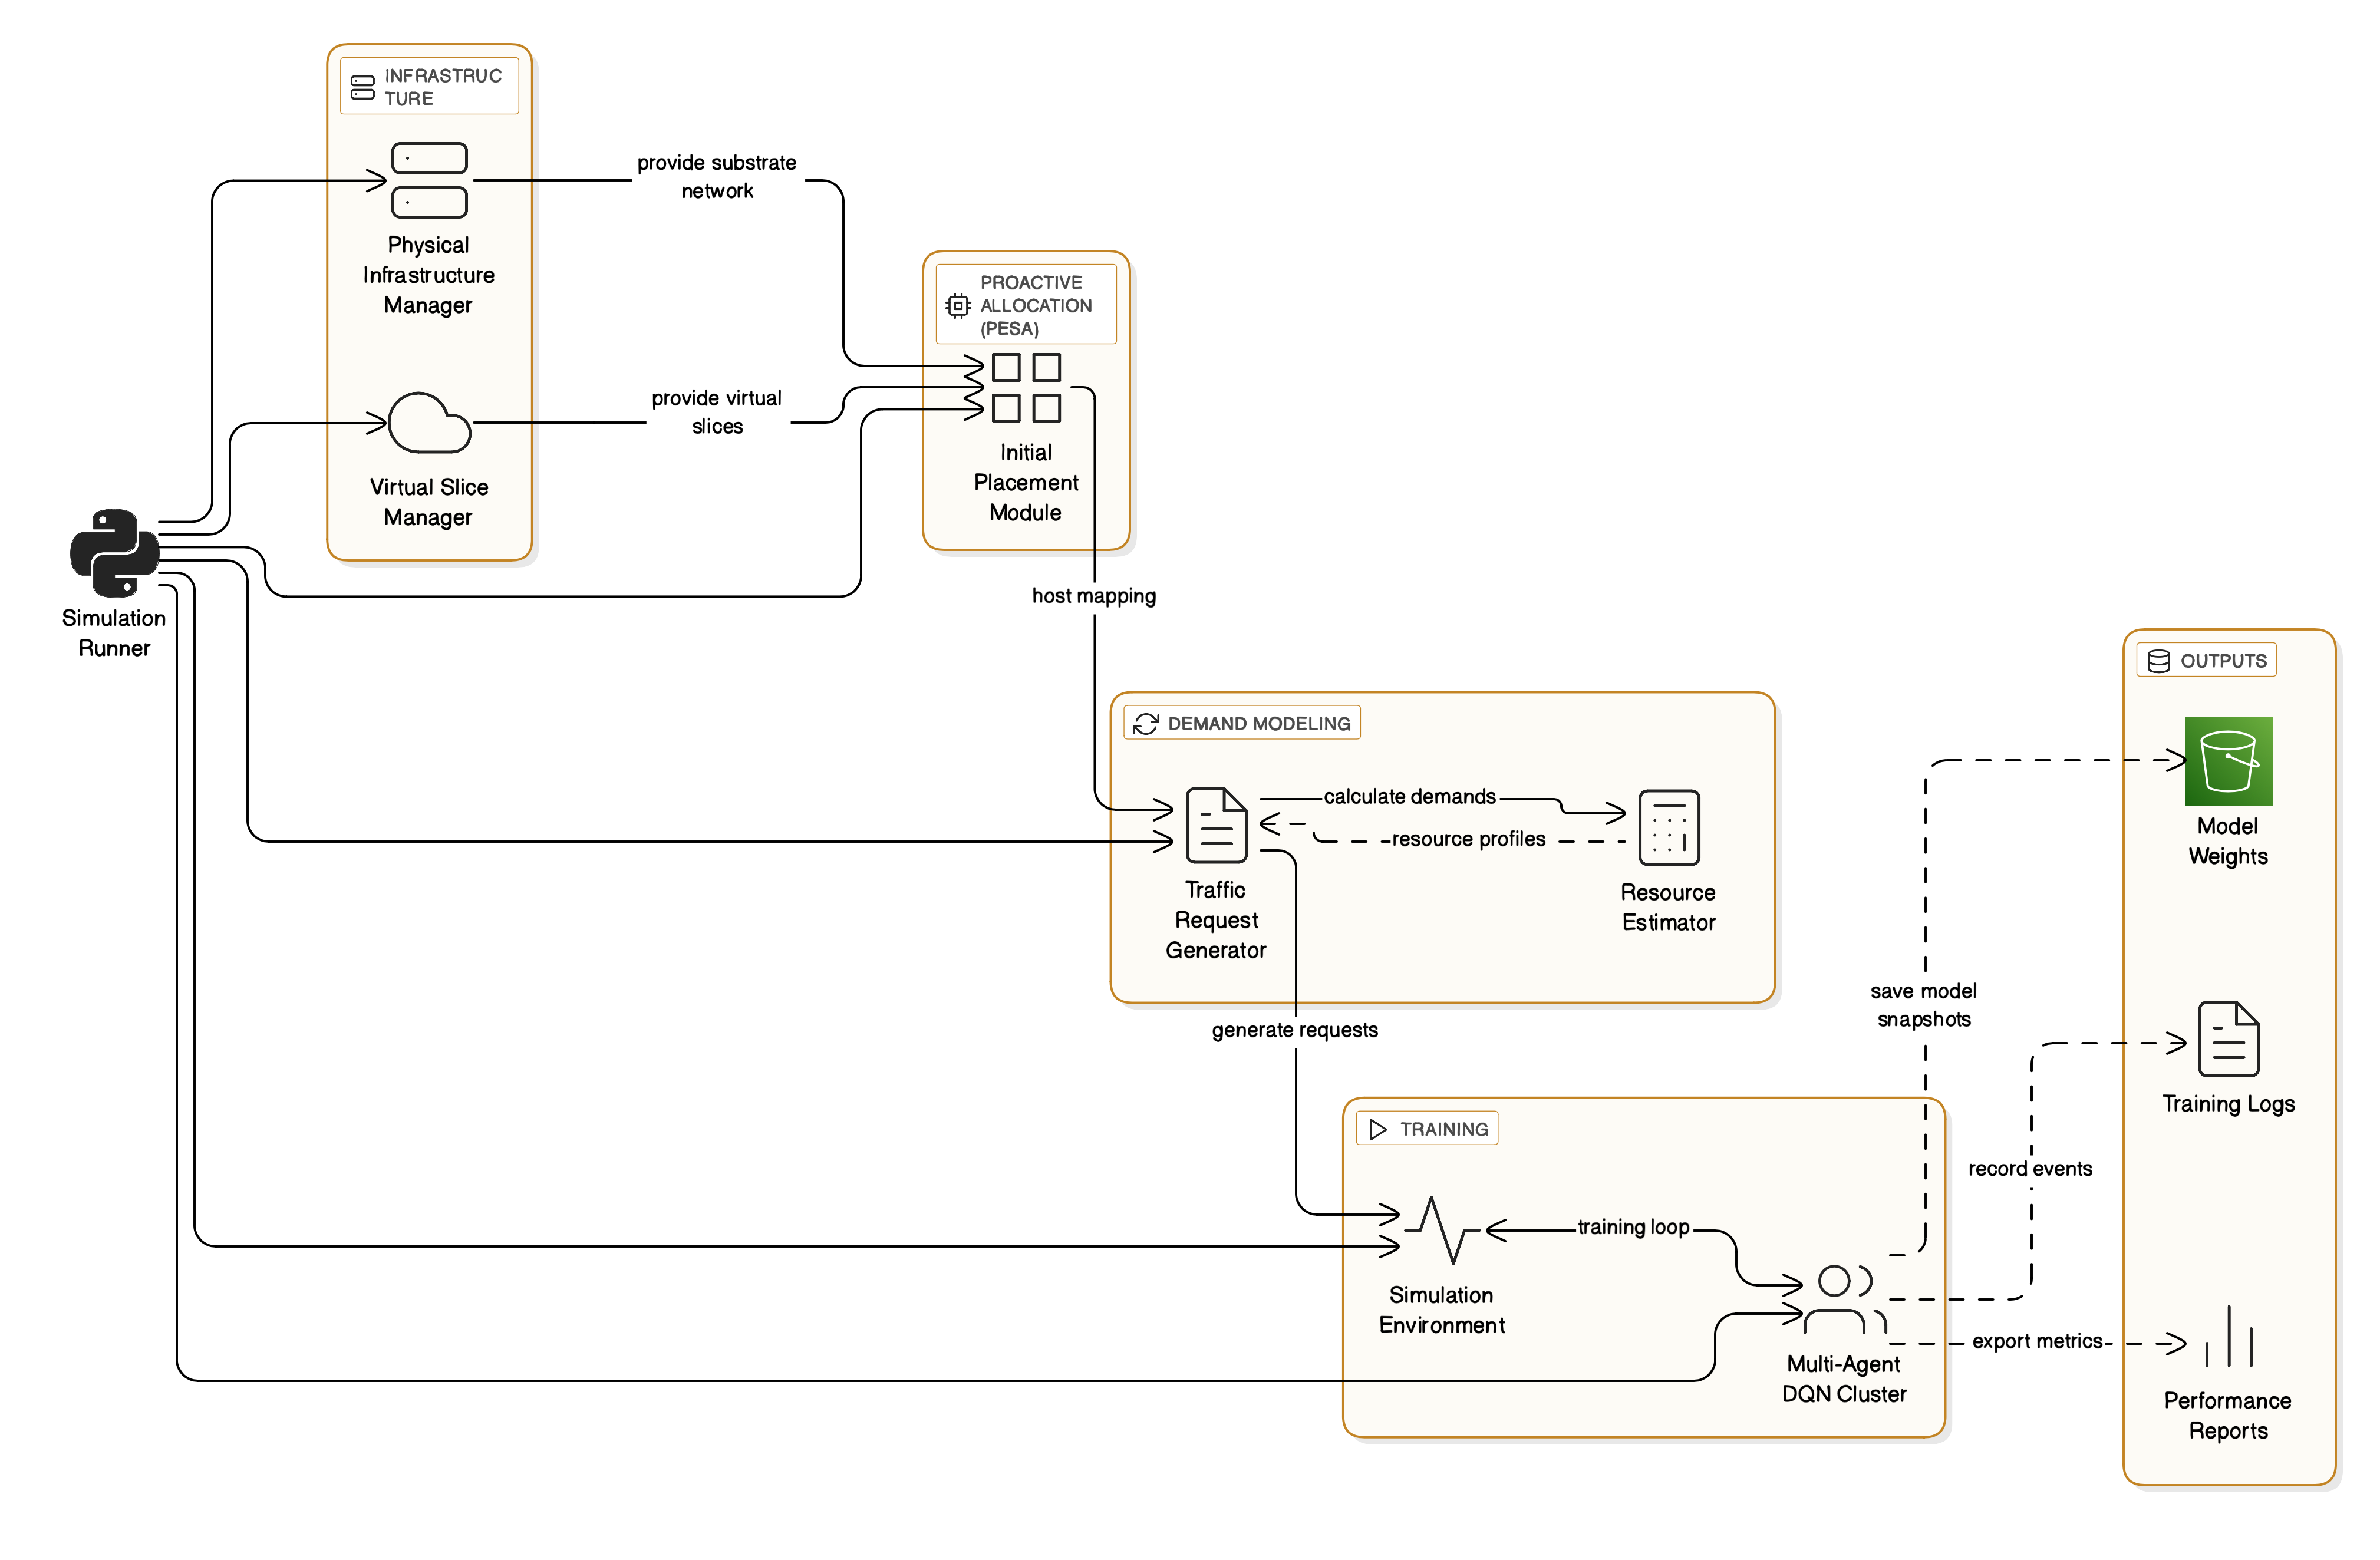 INFRASTRUC
TURE
Physical
Infrastructure
Manager
Virtual Slice
Manager
provide substrate
network
provide virtual
slices
PROACTIVE
ALLOCATION
(PESA)
Initial
Placement
Module
Simulation
Runner
host mapping
DEMAND MODELING
calculate demands
resource profiles
Traffic
Request
Generator
Resource
Estimator
generate requests
TRAINING
training loop
Simulation
Environment
Multi-Agent
DQN Cluster
save model
snapshots
record events
export metrics
OUTPUTS
Model
Weights
Training Logs
Performance
Reports